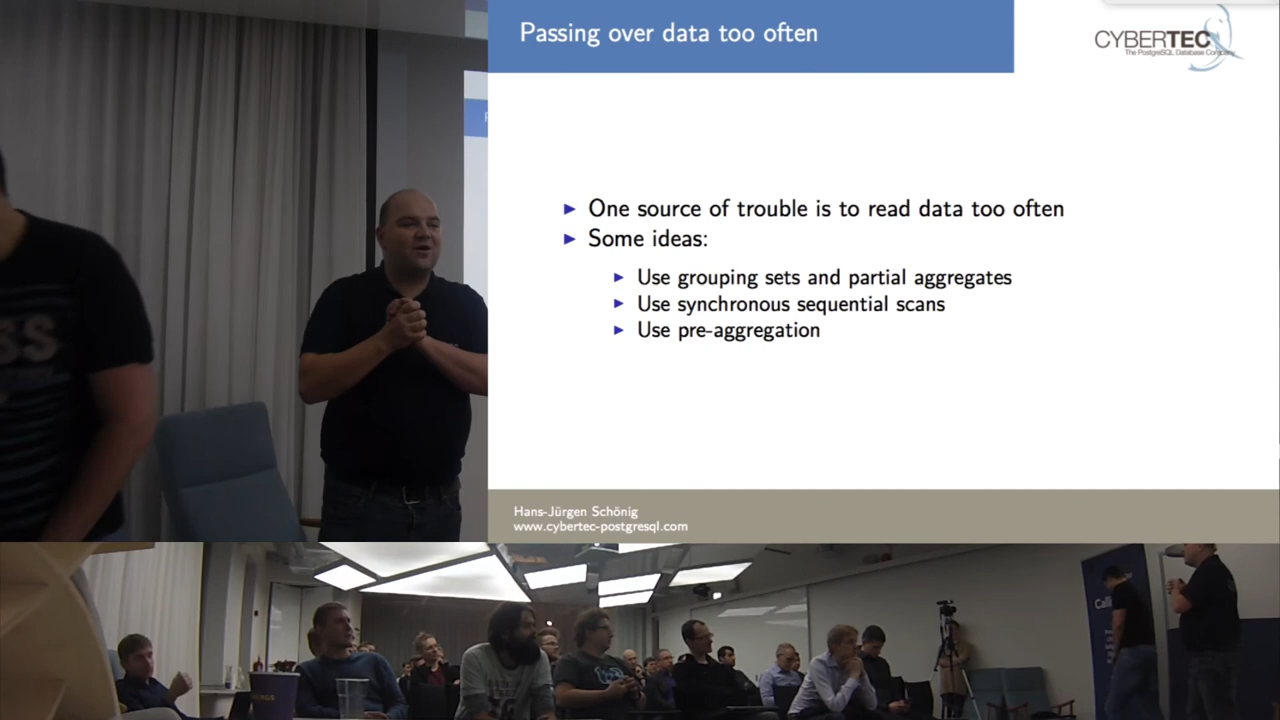 Passing over data too often
CYBERTEC
The PostgreSQL Database Company
One source of trouble is to read data too often
Some ideas:
Use grouping sets and partial aggregates
Use synchronous sequential scans
Use pre-aggregation
Hans-Jürgen Schönig
www.cybertec-postgresql.com